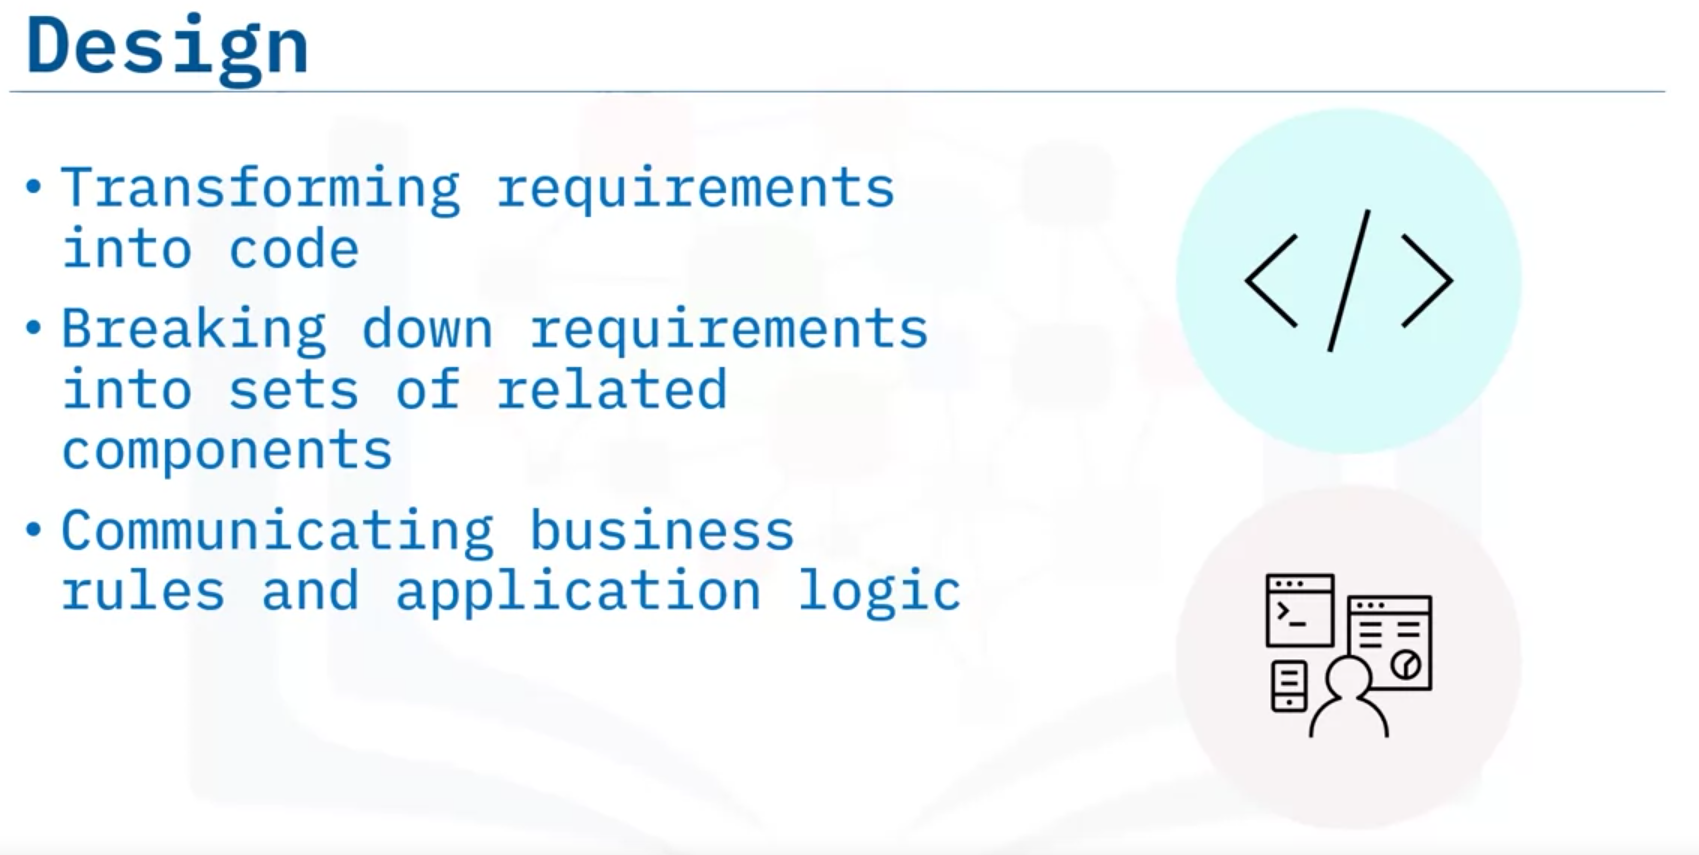 Design
• Transforming requirements
into code
• Breaking down requirements
into sets of related
components
• Communicating business
rules and application logic